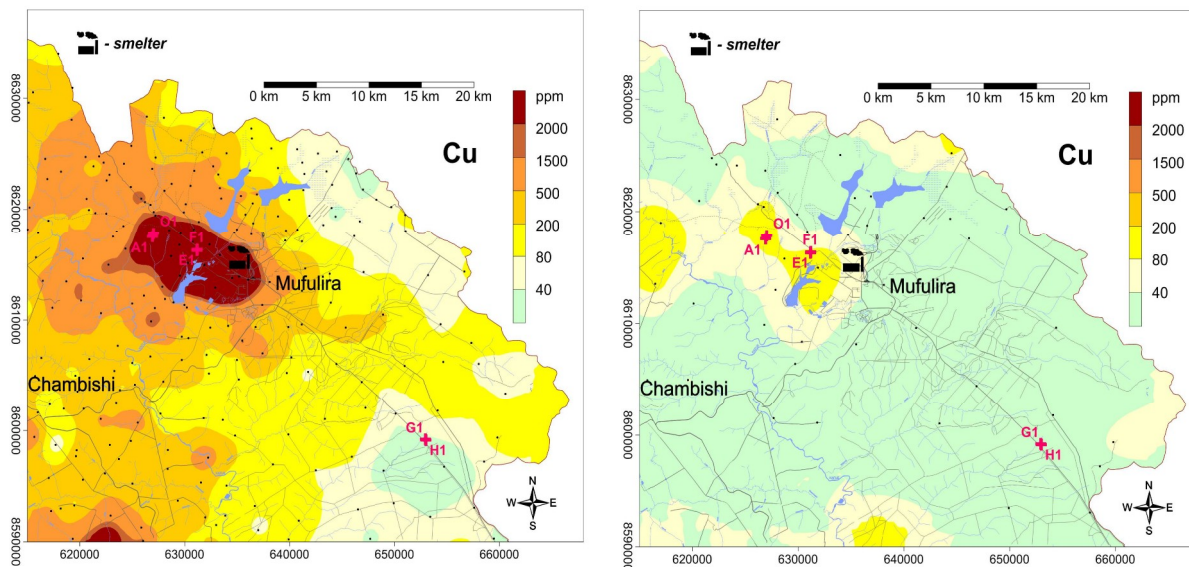 - smelter
0 km 5 km 10 km 15 km 20 km
Cu
ppm
2000
1500
500
200
80
40
8630000
8620000
8610000
8600000
8590000
O1
A1
F1
E1
Mufulira
Chambishi
G1
H1
N
W E
S
620000 630000 640000 650000 660000
- smelter
0 km 5 km 10 km 15 km 20 km
Cu
ppm
2000
1500
500
200
80
40
8630000
8620000
8610000
8600000
8590000
O1
A1
F1
E1
Mufulira
Chambishi
G1
H1
N
W E
S
620000 630000 640000 650000 660000